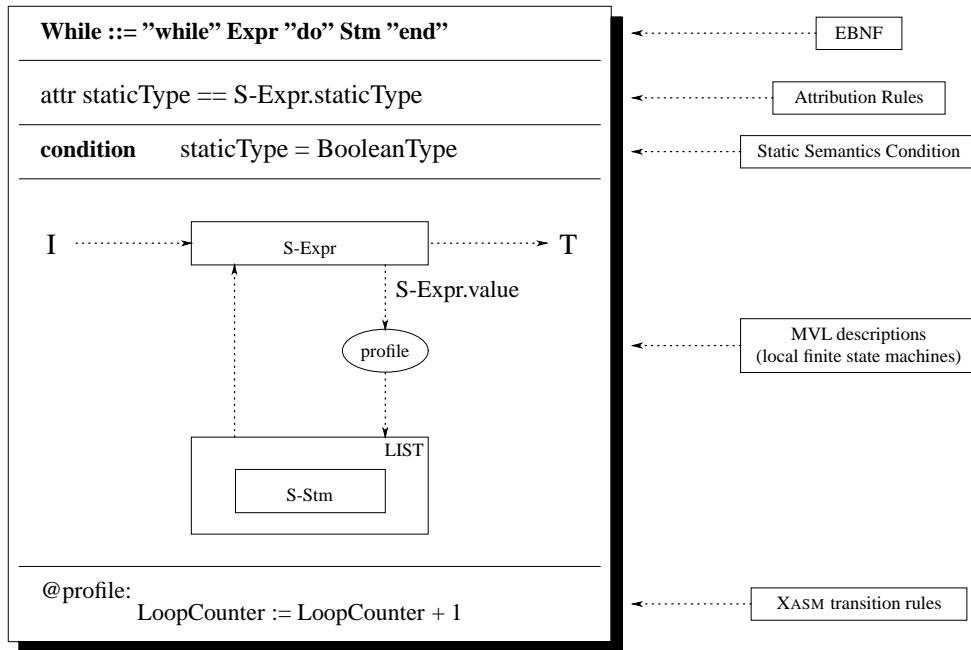 While ::= ”while” Expr ”do” Stm ”end”
EBNF
attr staticType == S-Expr.staticType
Attribution Rules
condition staticType = BooleanType
Static Semantics Condition
I
S-Expr
T
S-Expr.value
profile
MVL descriptions
(local finite state machines)
LIST
S-Stm
@profile:
LoopCounter := LoopCounter + 1
XASM transition rules